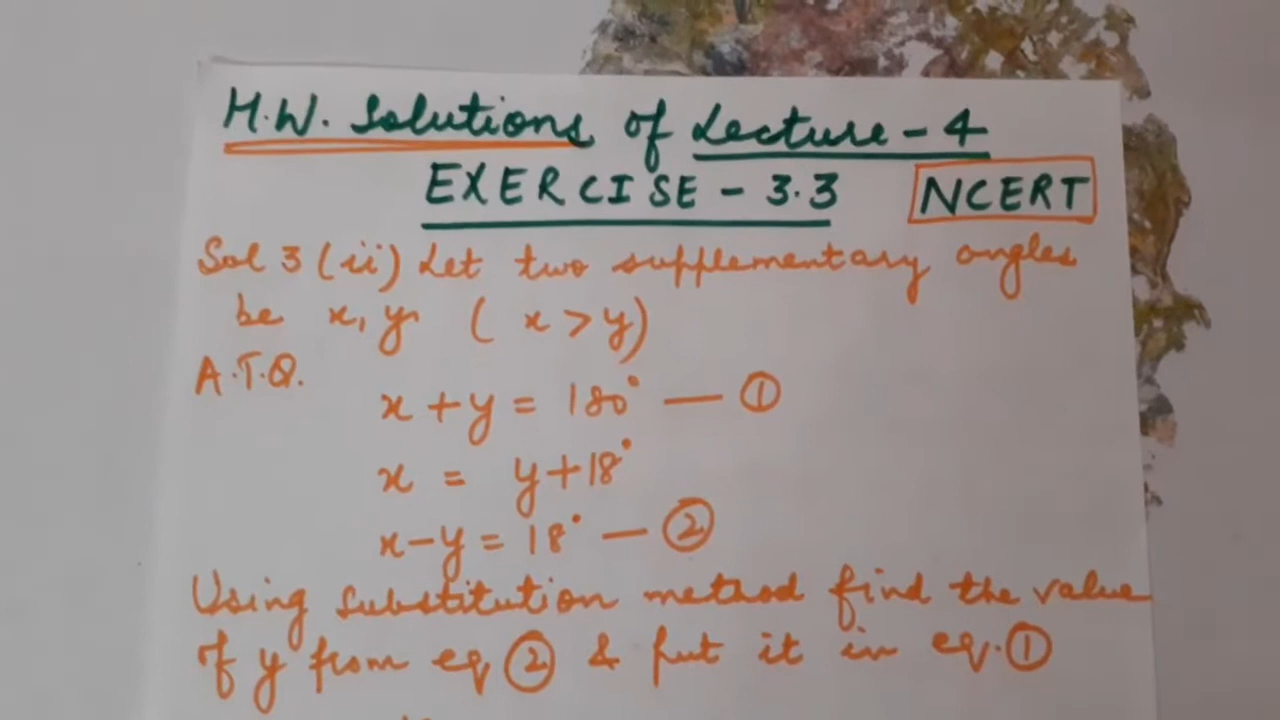 H.W. Solutions of Lecture-4
EXERCISE-3.3 NCERT
Sol 3 (ii) Let two supplementary angles
be x, y (x > y)
A.T.Q.
x + y = 180° — ①
x = y + 18°
x - y = 18° — ②
Using substitution method find the value
of y from eq ② & put it in eq. ①